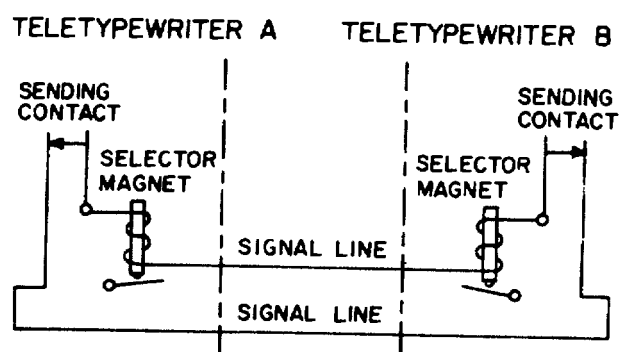 TELETYPEWRITER A
TELETYPEWRITER B
SENDING
CONTACT
SENDING
CONTACT
SELECTOR
MAGNET
SELECTOR
MAGNET
SIGNAL LINE
SIGNAL LINE